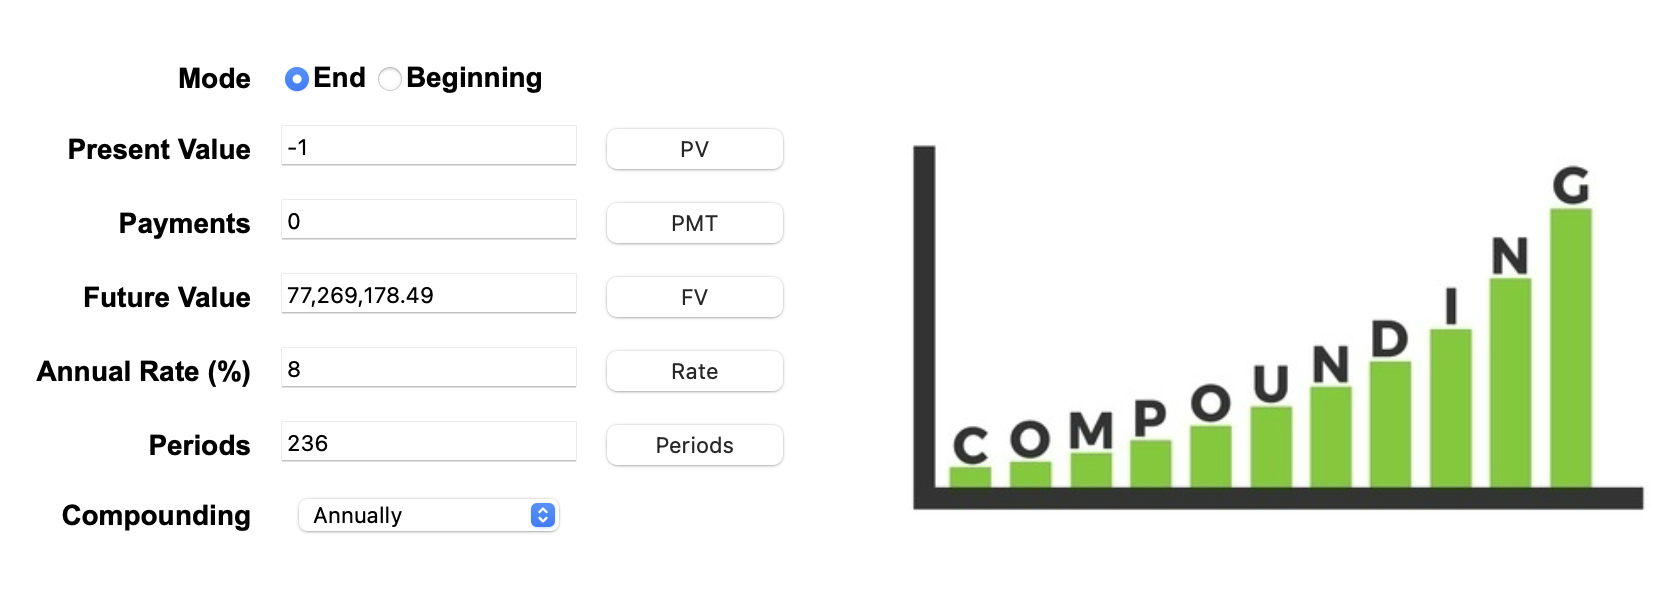 Mode End Beginning
Present Value -1 PV
Payments 0 PMT
Future Value 77,269,178.49 FV
Annual Rate (%) 8 Rate
Periods 236 Periods
Compounding Annually
COMPOUNDING